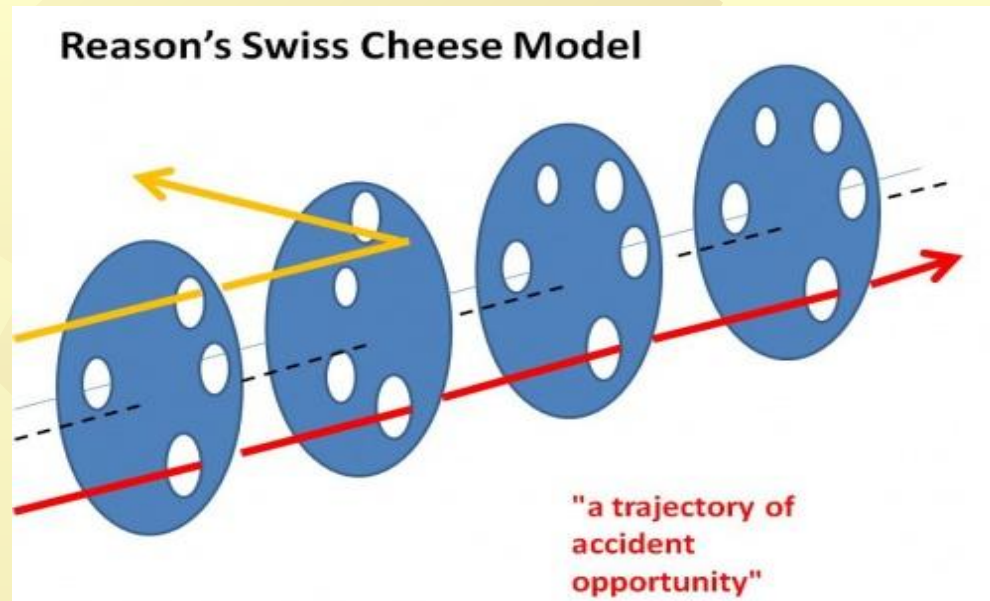 Reason's Swiss Cheese Model
"a trajectory of
accident
opportunity"